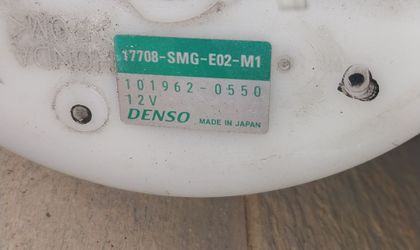 17708-SMG-E02-M1
101962-0550
12V
DENSO MADE IN JAPAN